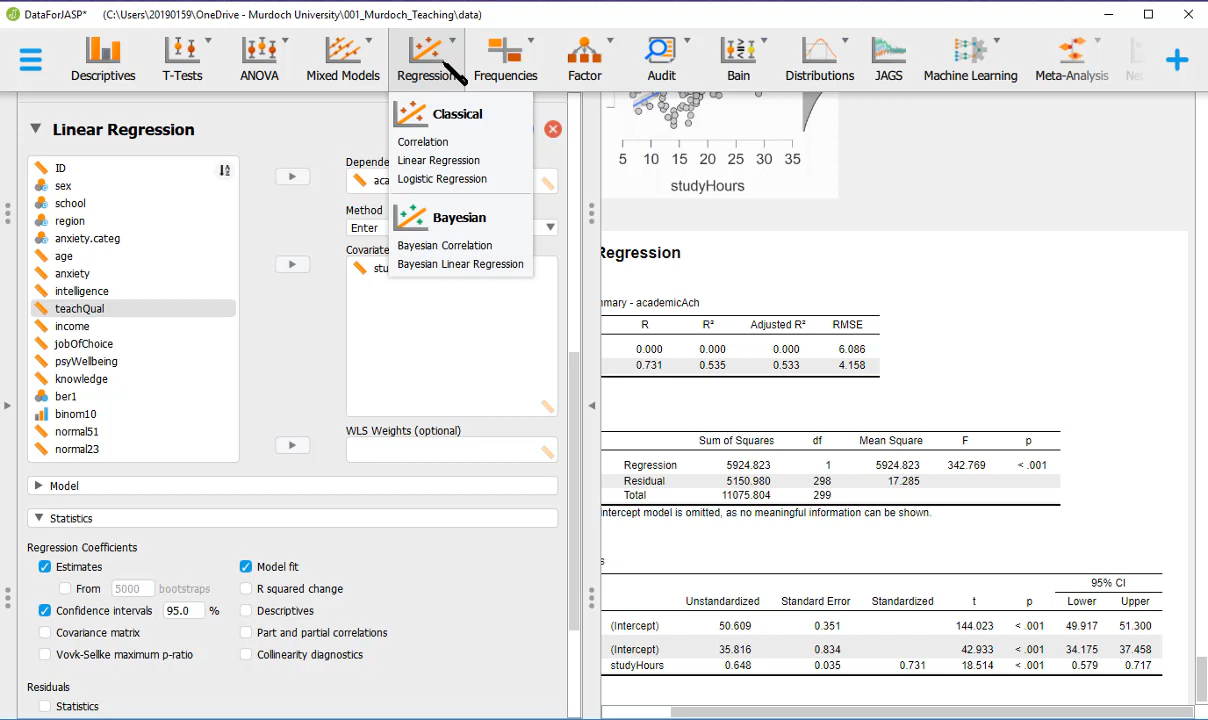 DataForJASP* (C:\Users\20190159\OneDrive - Murdoch University\001_Murdoch_Teaching\data)
Descriptives T-Tests ANOVA Mixed Models Regression Frequencies Factor Audit Bain Distributions JAGS Machine Learning Meta-Analysis
Classical
Correlation
Linear Regression
Logistic Regression
Bayesian
Bayesian Correlation
Bayesian Linear Regression
Linear Regression
ID
sex
school
region
anxiety.categ
age
anxiety
intelligence
teachQual
income
jobOfChoice
psyWellbeing
knowledge
ber1
binom10
normal51
normal23
Depende
aca
Method
Enter
Covariate
stu
WLS Weights (optional)
Model
Statistics
Regression Coefficients
Estimates Model fit
From 5000 bootstraps R squared change
Confidence intervals 95.0 % Descriptives
Covariance matrix Part and partial correlations
Vovk-Sellke maximum p-ratio Collinearity diagnostics
Residuals
Statistics
5 10 15 20 25 30 35
studyHours
Regression
mmary - academicAch
R R² Adjusted R² RMSE
0.000 0.000 0.000 6.086
0.731 0.535 0.533 4.158
Sum of Squares df Mean Square F p
Regression 5924.823 1 5924.823 342.769 < .001
Residual 5150.980 298 17.285
Total 11075.804 299
ntercept model is omitted, as no meaningful information can be shown.
s
95% CI
Unstandardized Standard Error Standardized t p Lower Upper
(Intercept) 50.609 0.351 144.023 < .001 49.917 51.300
(Intercept) 35.816 0.834 42.933 < .001 34.175 37.458
studyHours 0.648 0.035 0.731 18.514 < .001 0.579 0.717